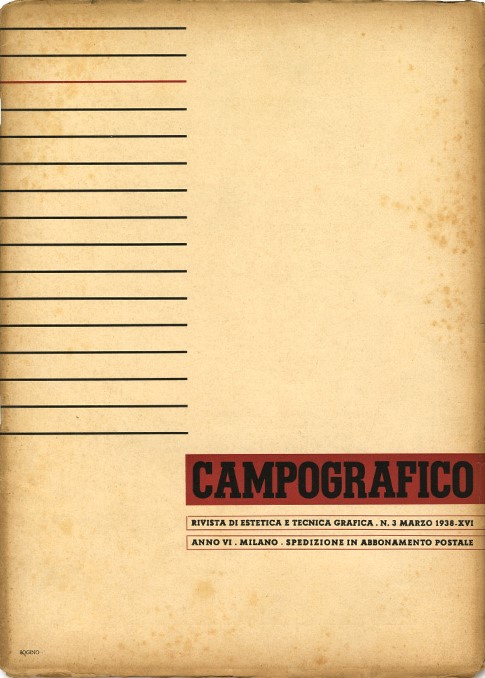 CAMPOGRAFICO
RIVISTA DI ESTETICA E TECNICA GRAFICA . N. 3 MARZO 1938-XVI
ANNO VI . MILANO . SPEDIZIONE IN ABBONAMENTO POSTALE